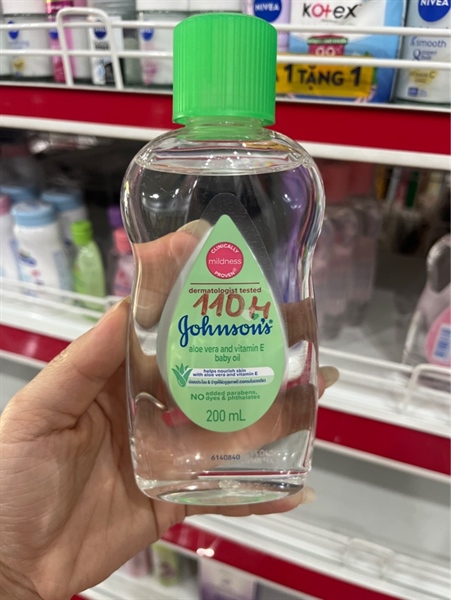 NIVEA
Kotex
NIVEA
1 TẶNG 1
smooth
CLINICALLY
mildness
PROVEN
dermatologist tested
110K
Johnson's
aloe vera and vitamin E
baby oil
helps nourish skin
with aloe vera and vitamin E
NO added parabens,
dyes & phthalates
200 mL
6140840